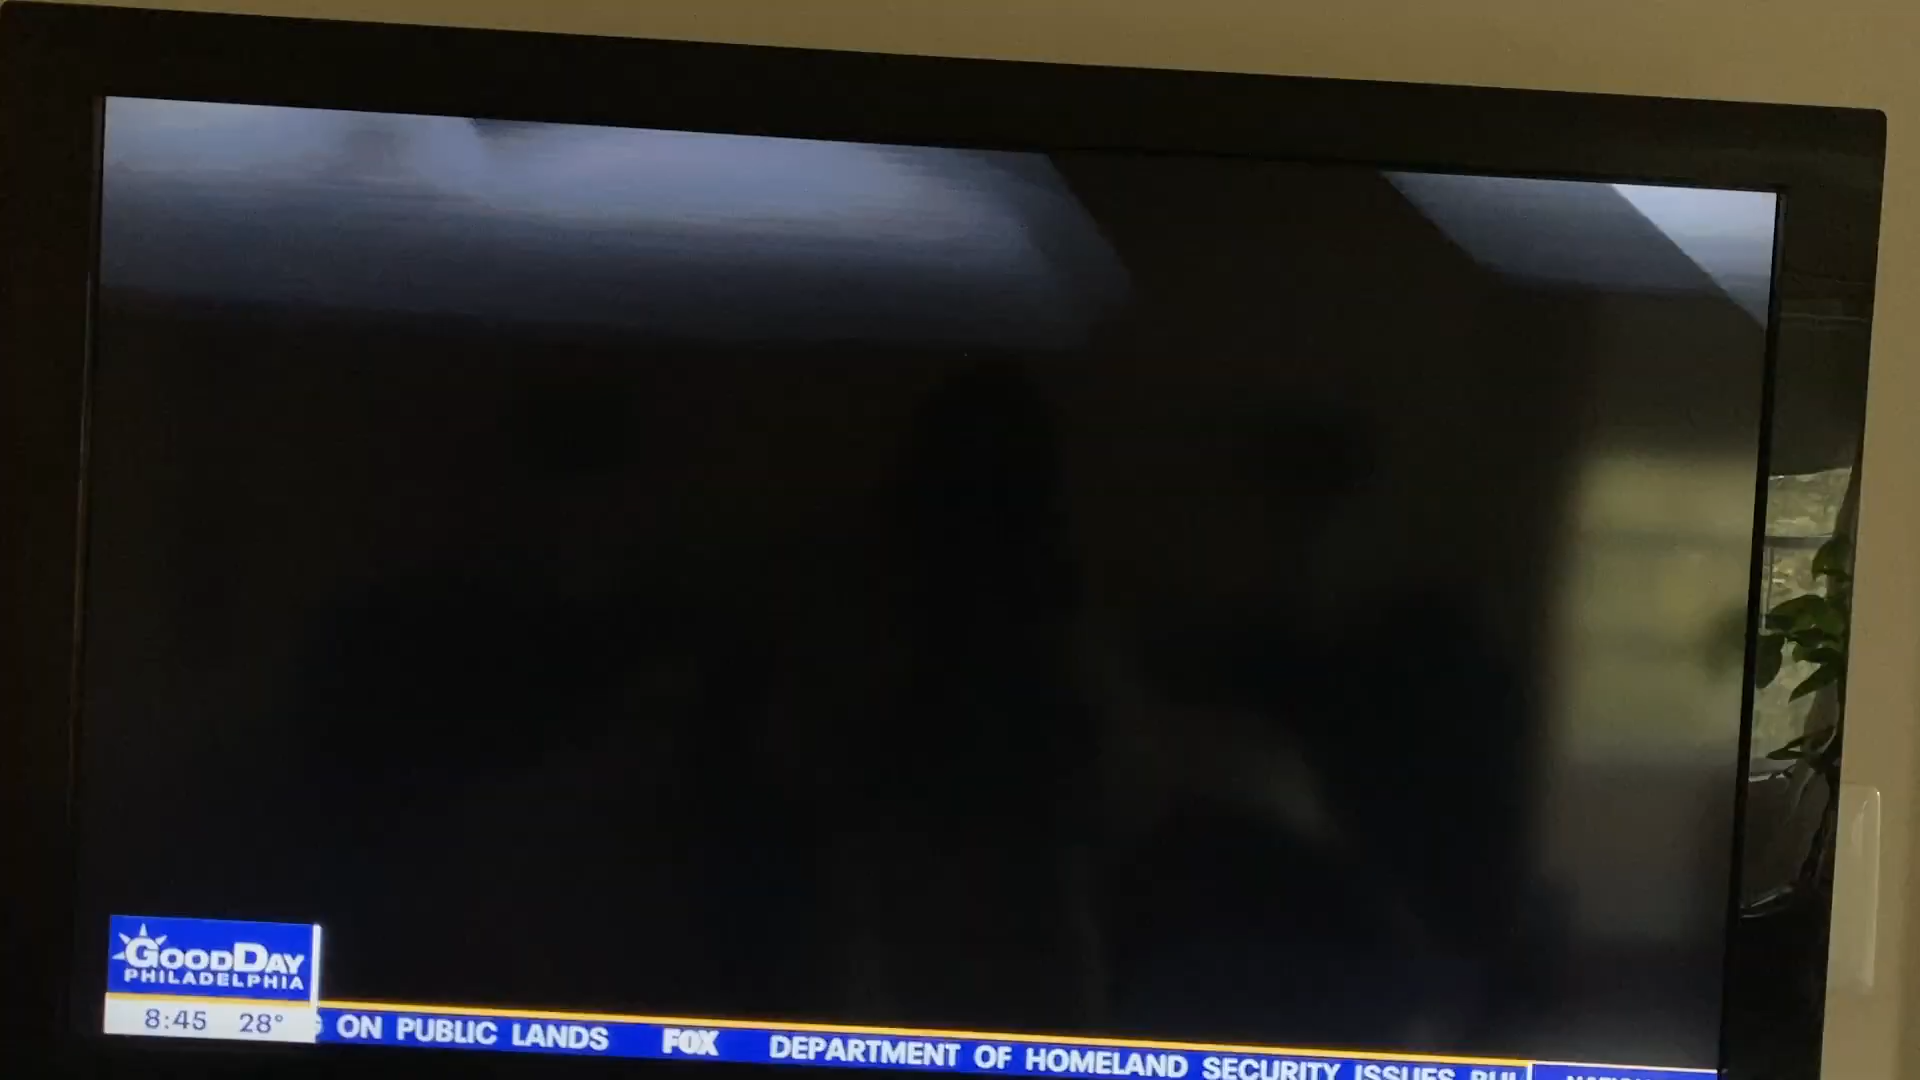 GOODDAY
PHILADELPHIA
8:45 28°
ON PUBLIC LANDS FOX DEPARTMENT OF HOMELAND SECURITY ISSUES